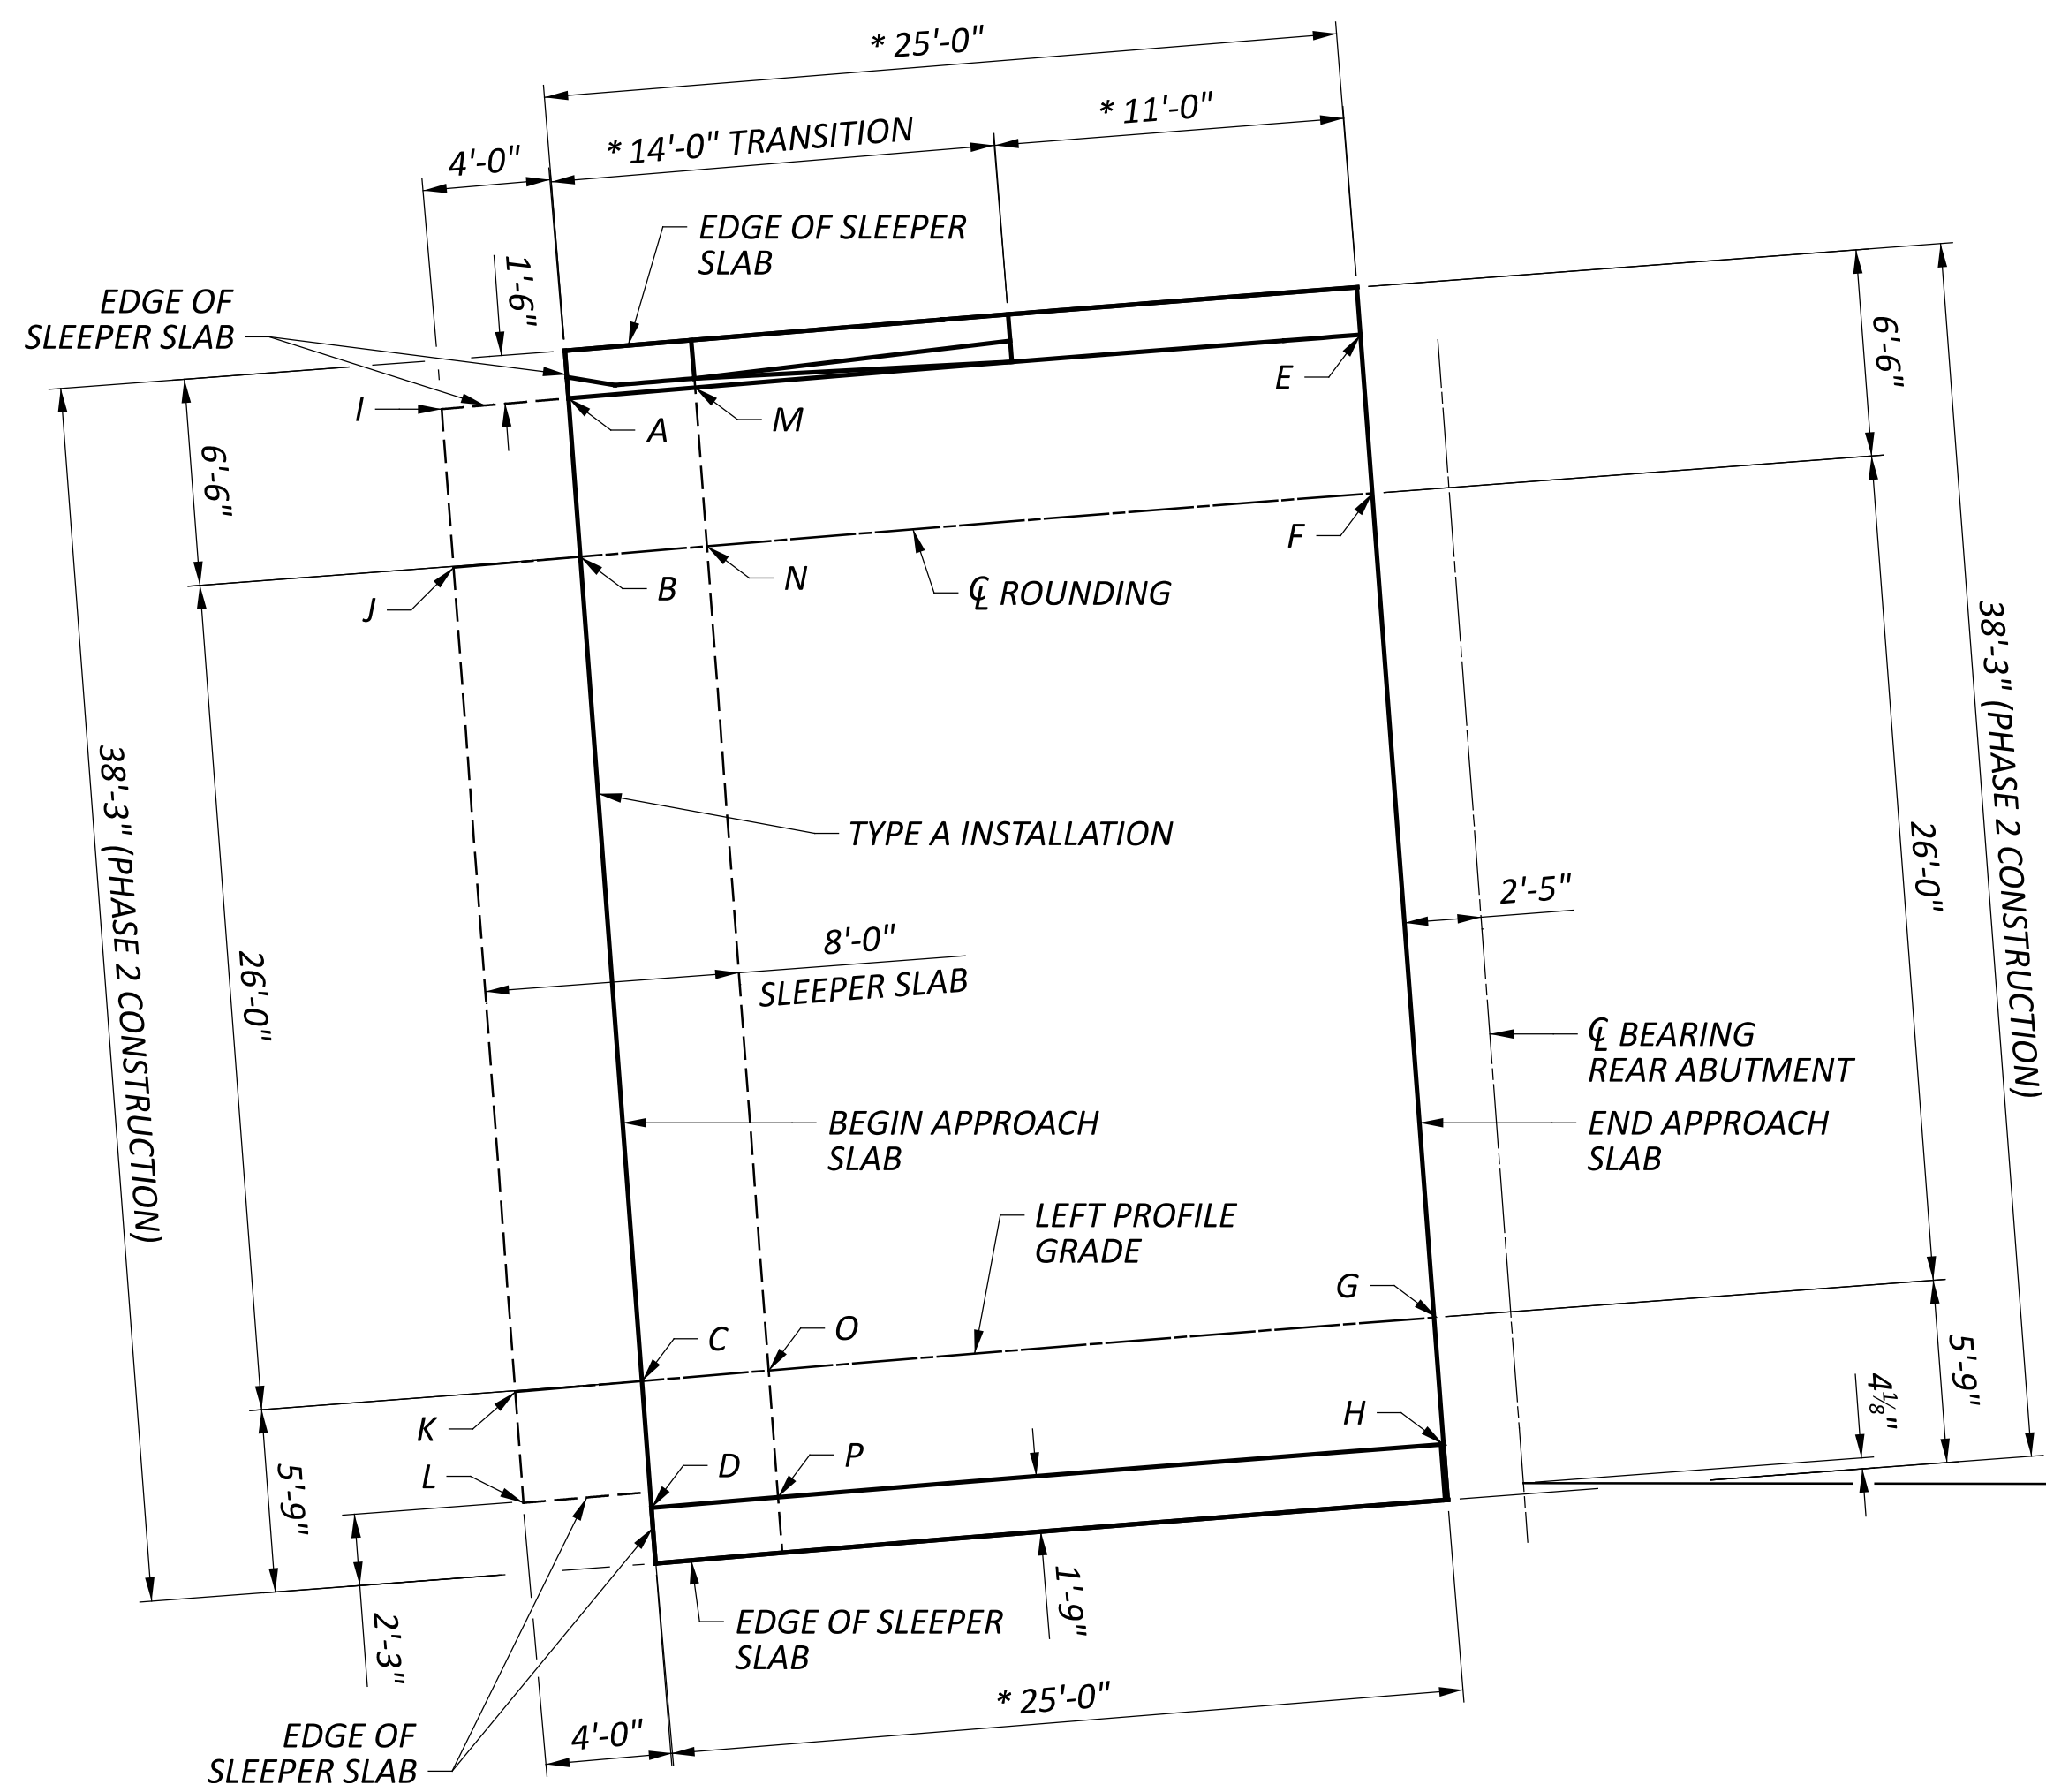 * 25'-0"
* 11'-0"
* 14'-0" TRANSITION
4'-0"
EDGE OF SLEEPER
SLAB
1'-6"
EDGE OF
SLEEPER SLAB
6'-6"
E
I
A
M
6'-6"
F
N
B
J
℄ ROUNDING
38'-3" (PHASE 2 CONSTRUCTION)
38'-3" (PHASE 2 CONSTRUCTION)
TYPE A INSTALLATION
26'-0"
2'-5"
8'-0"
SLEEPER SLAB
26'-0"
℄ BEARING
REAR ABUTMENT
BEGIN APPROACH
SLAB
END APPROACH
SLAB
LEFT PROFILE
GRADE
G
O
C
5'-9"
4⅛"
K
H
P
D
L
5'-9"
1'-9"
2'-3"
EDGE OF SLEEPER
SLAB
* 25'-0"
4'-0"
EDGE OF
SLEEPER SLAB